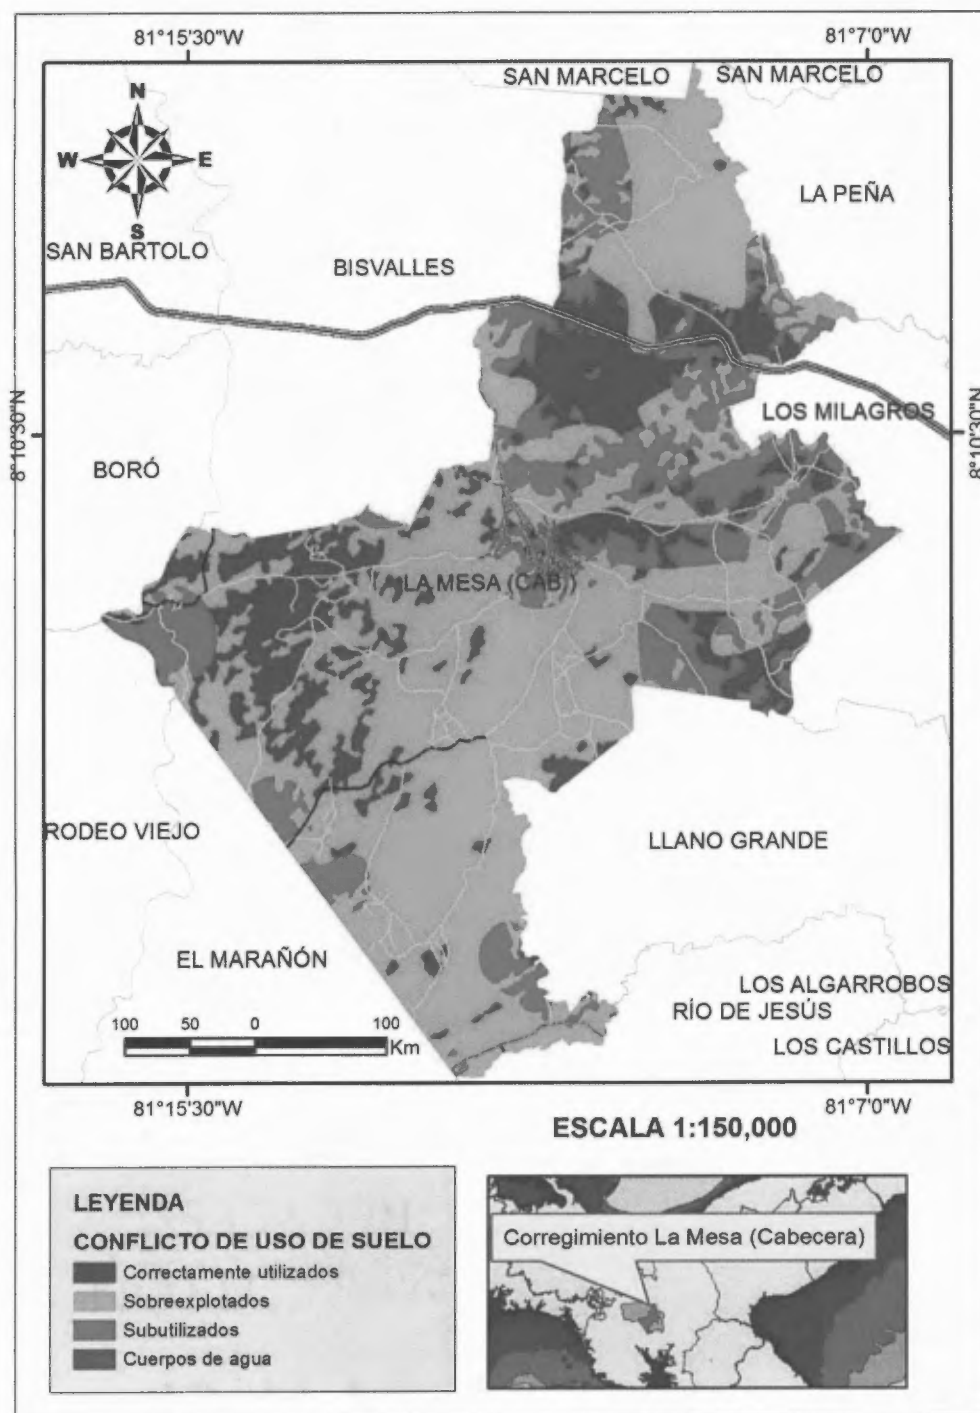 81°15'30"W
81°7'0"W
SAN MARCELO
SAN MARCELO
N
W
E
S
LA PEÑA
SAN BARTOLO
BISVALLES
8°10'30"N
8°10'30"N
LOS MILAGROS
BORÓ
LA MESA (CAB.)
RODEO VIEJO
LLANO GRANDE
EL MARAÑÓN
LOS ALGARROBOS
RÍO DE JESÚS
LOS CASTILLOS
100 50 0 100
Km
81°15'30"W
81°7'0"W
ESCALA 1:150,000
LEYENDA
CONFLICTO DE USO DE SUELO
Correctamente utilizados
Sobreexplotados
Subutilizados
Cuerpos de agua
Corregimiento La Mesa (Cabecera)